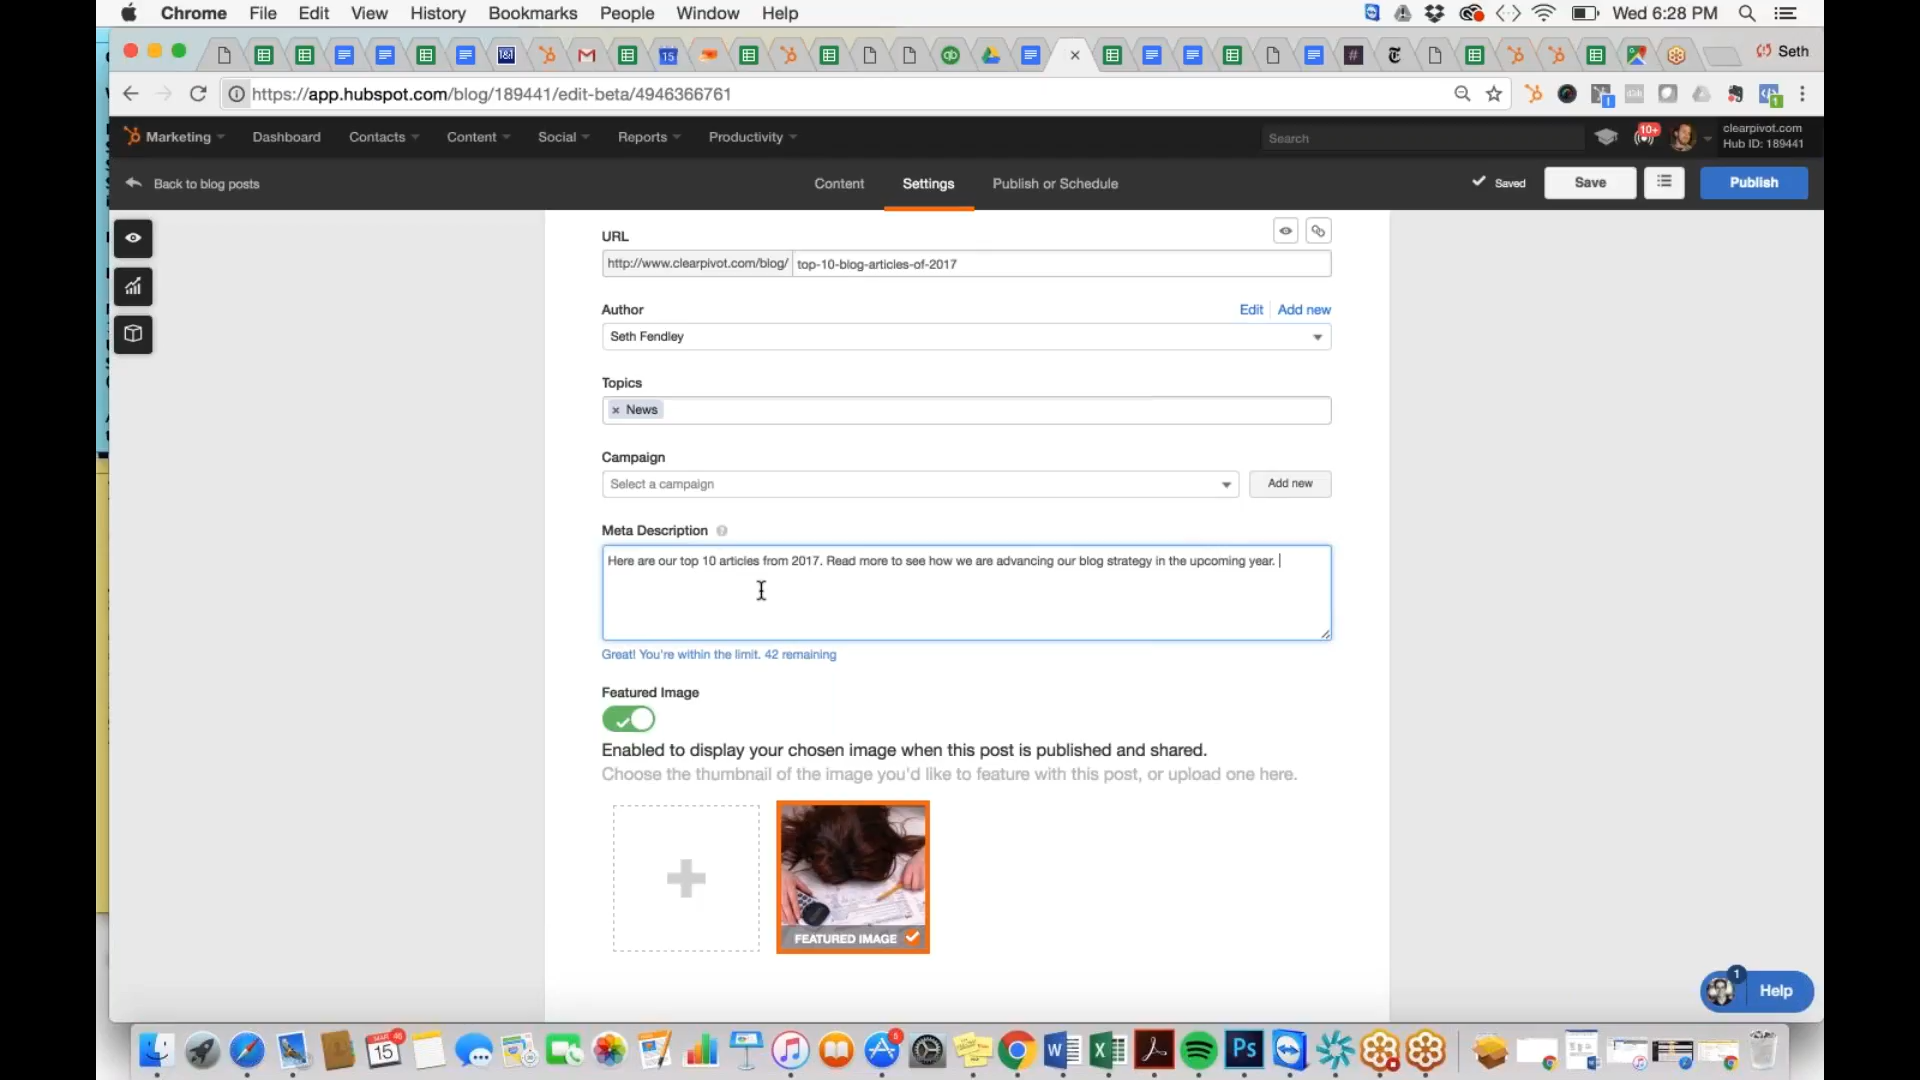 Chrome File Edit View History Bookmarks People Window Help Wed 6:28 PM
Seth
https://app.hubspot.com/blog/189441/edit-beta/4946366761
Marketing Dashboard Contacts Content Social Reports Productivity Search 10+ clearpivot.com
Hub ID: 189441
Back to blog posts Content Settings Publish or Schedule Saved Save Publish
URL
http://www.clearpivot.com/blog/ top-10-blog-articles-of-2017
Author Edit Add new
Seth Fendley
Topics
× News
Campaign
Select a campaign Add new
Meta Description
Here are our top 10 articles from 2017. Read more to see how we are advancing our blog strategy in the upcoming year.
Great! You're within the limit. 42 remaining
Featured Image
Enabled to display your chosen image when this post is published and shared.
Choose the thumbnail of the image you'd like to feature with this post, or upload one here.
FEATURED IMAGE
1
Help
15